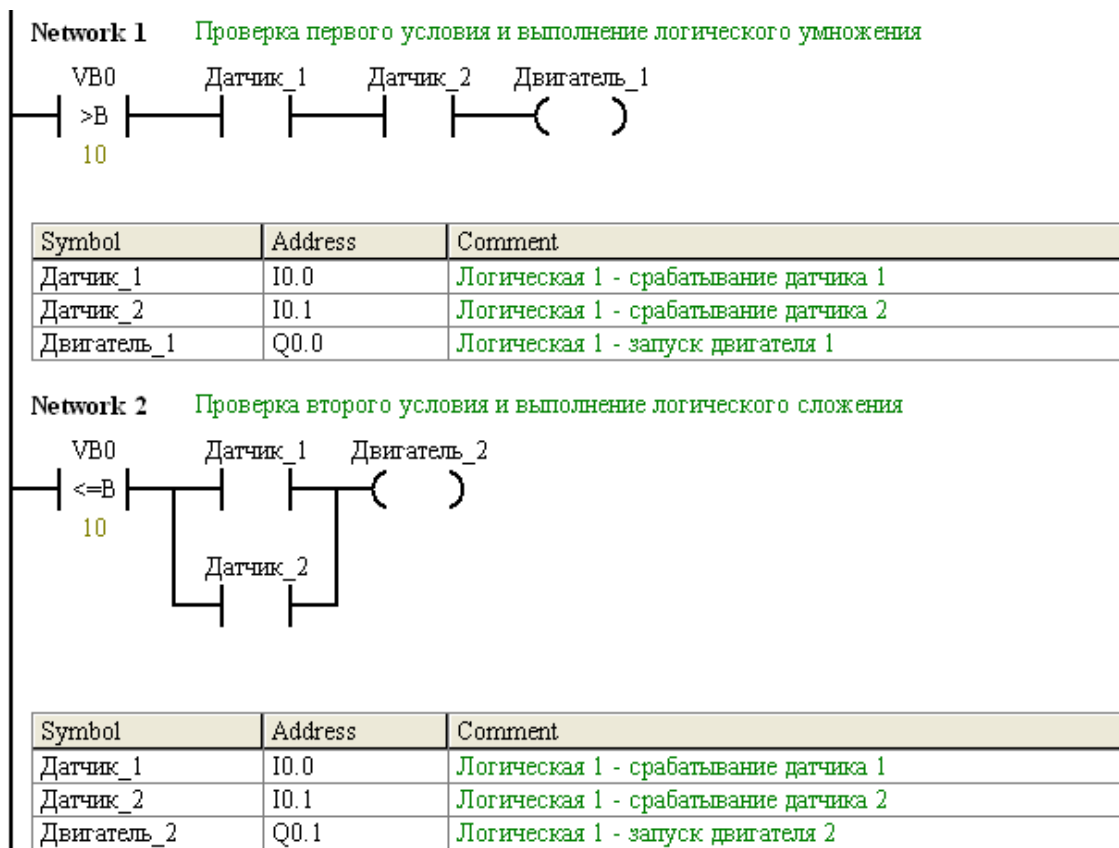 Network 1 Проверка первого условия и выполнение логического умножения
VB0 Датчик_1 Датчик_2 Двигатель_1
>B
10
Symbol Address Comment
Датчик_1 I0.0 Логическая 1 - срабатывание датчика 1
Датчик_2 I0.1 Логическая 1 - срабатывание датчика 2
Двигатель_1 Q0.0 Логическая 1 - запуск двигателя 1
Network 2 Проверка второго условия и выполнение логического сложения
VB0 Датчик_1 Двигатель_2
<=B
10
Датчик_2
Symbol Address Comment
Датчик_1 I0.0 Логическая 1 - срабатывание датчика 1
Датчик_2 I0.1 Логическая 1 - срабатывание датчика 2
Двигатель_2 Q0.1 Логическая 1 - запуск двигателя 2